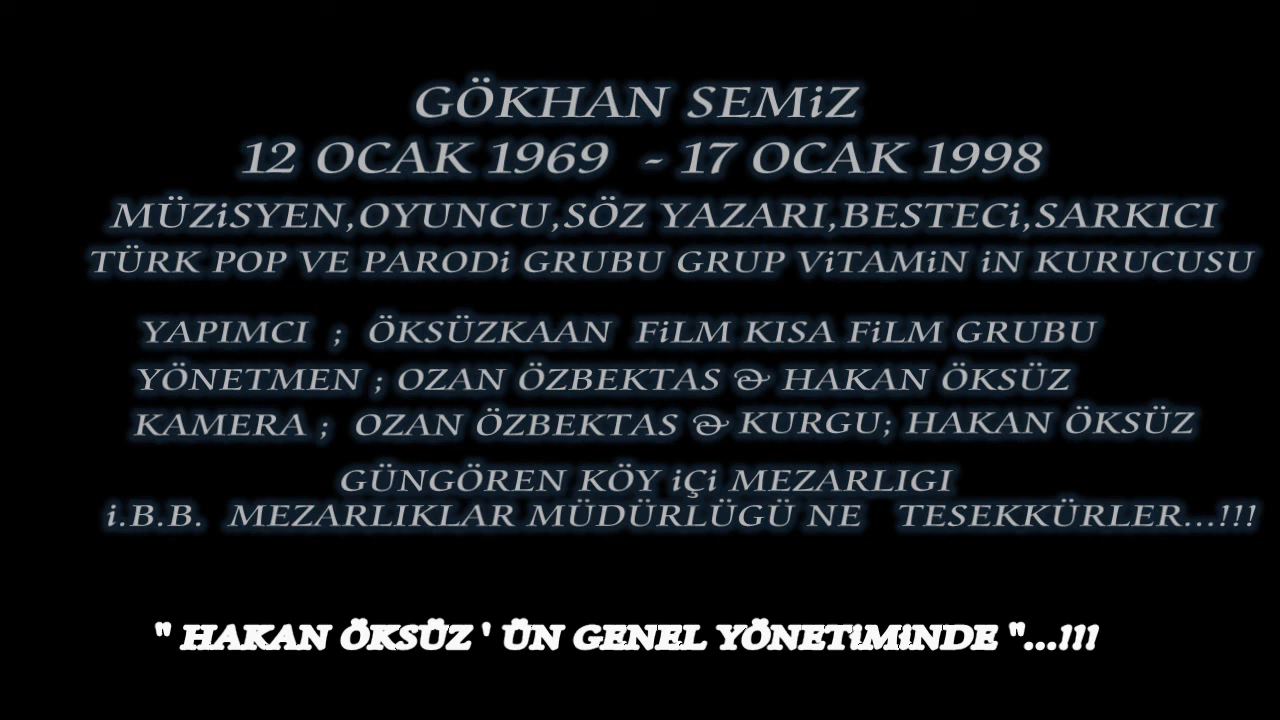 GÖKHAN SEMiZ
12 OCAK 1969 - 17 OCAK 1998
MÜZiSYEN,OYUNCU,SÖZ YAZARI,BESTECi,SARKICI
TÜRK POP VE PARODi GRUBU GRUP ViTAMiN iN KURUCUSU
YAPIMCI ; ÖKSÜZKAAN FiLM KISA FiLM GRUBU
YÖNETMEN ; OZAN ÖZBEKTAS & HAKAN ÖKSÜZ
KAMERA ; OZAN ÖZBEKTAS & KURGU; HAKAN ÖKSÜZ
GÜNGÖREN KÖY iÇi MEZARLIGI
i.B.B. MEZARLIKLAR MÜDÜRLÜGÜ NE TESEKKÜRLER...!!!
" HAKAN ÖKSÜZ ' ÜN GENEL YÖNETiMiNDE "...!!!